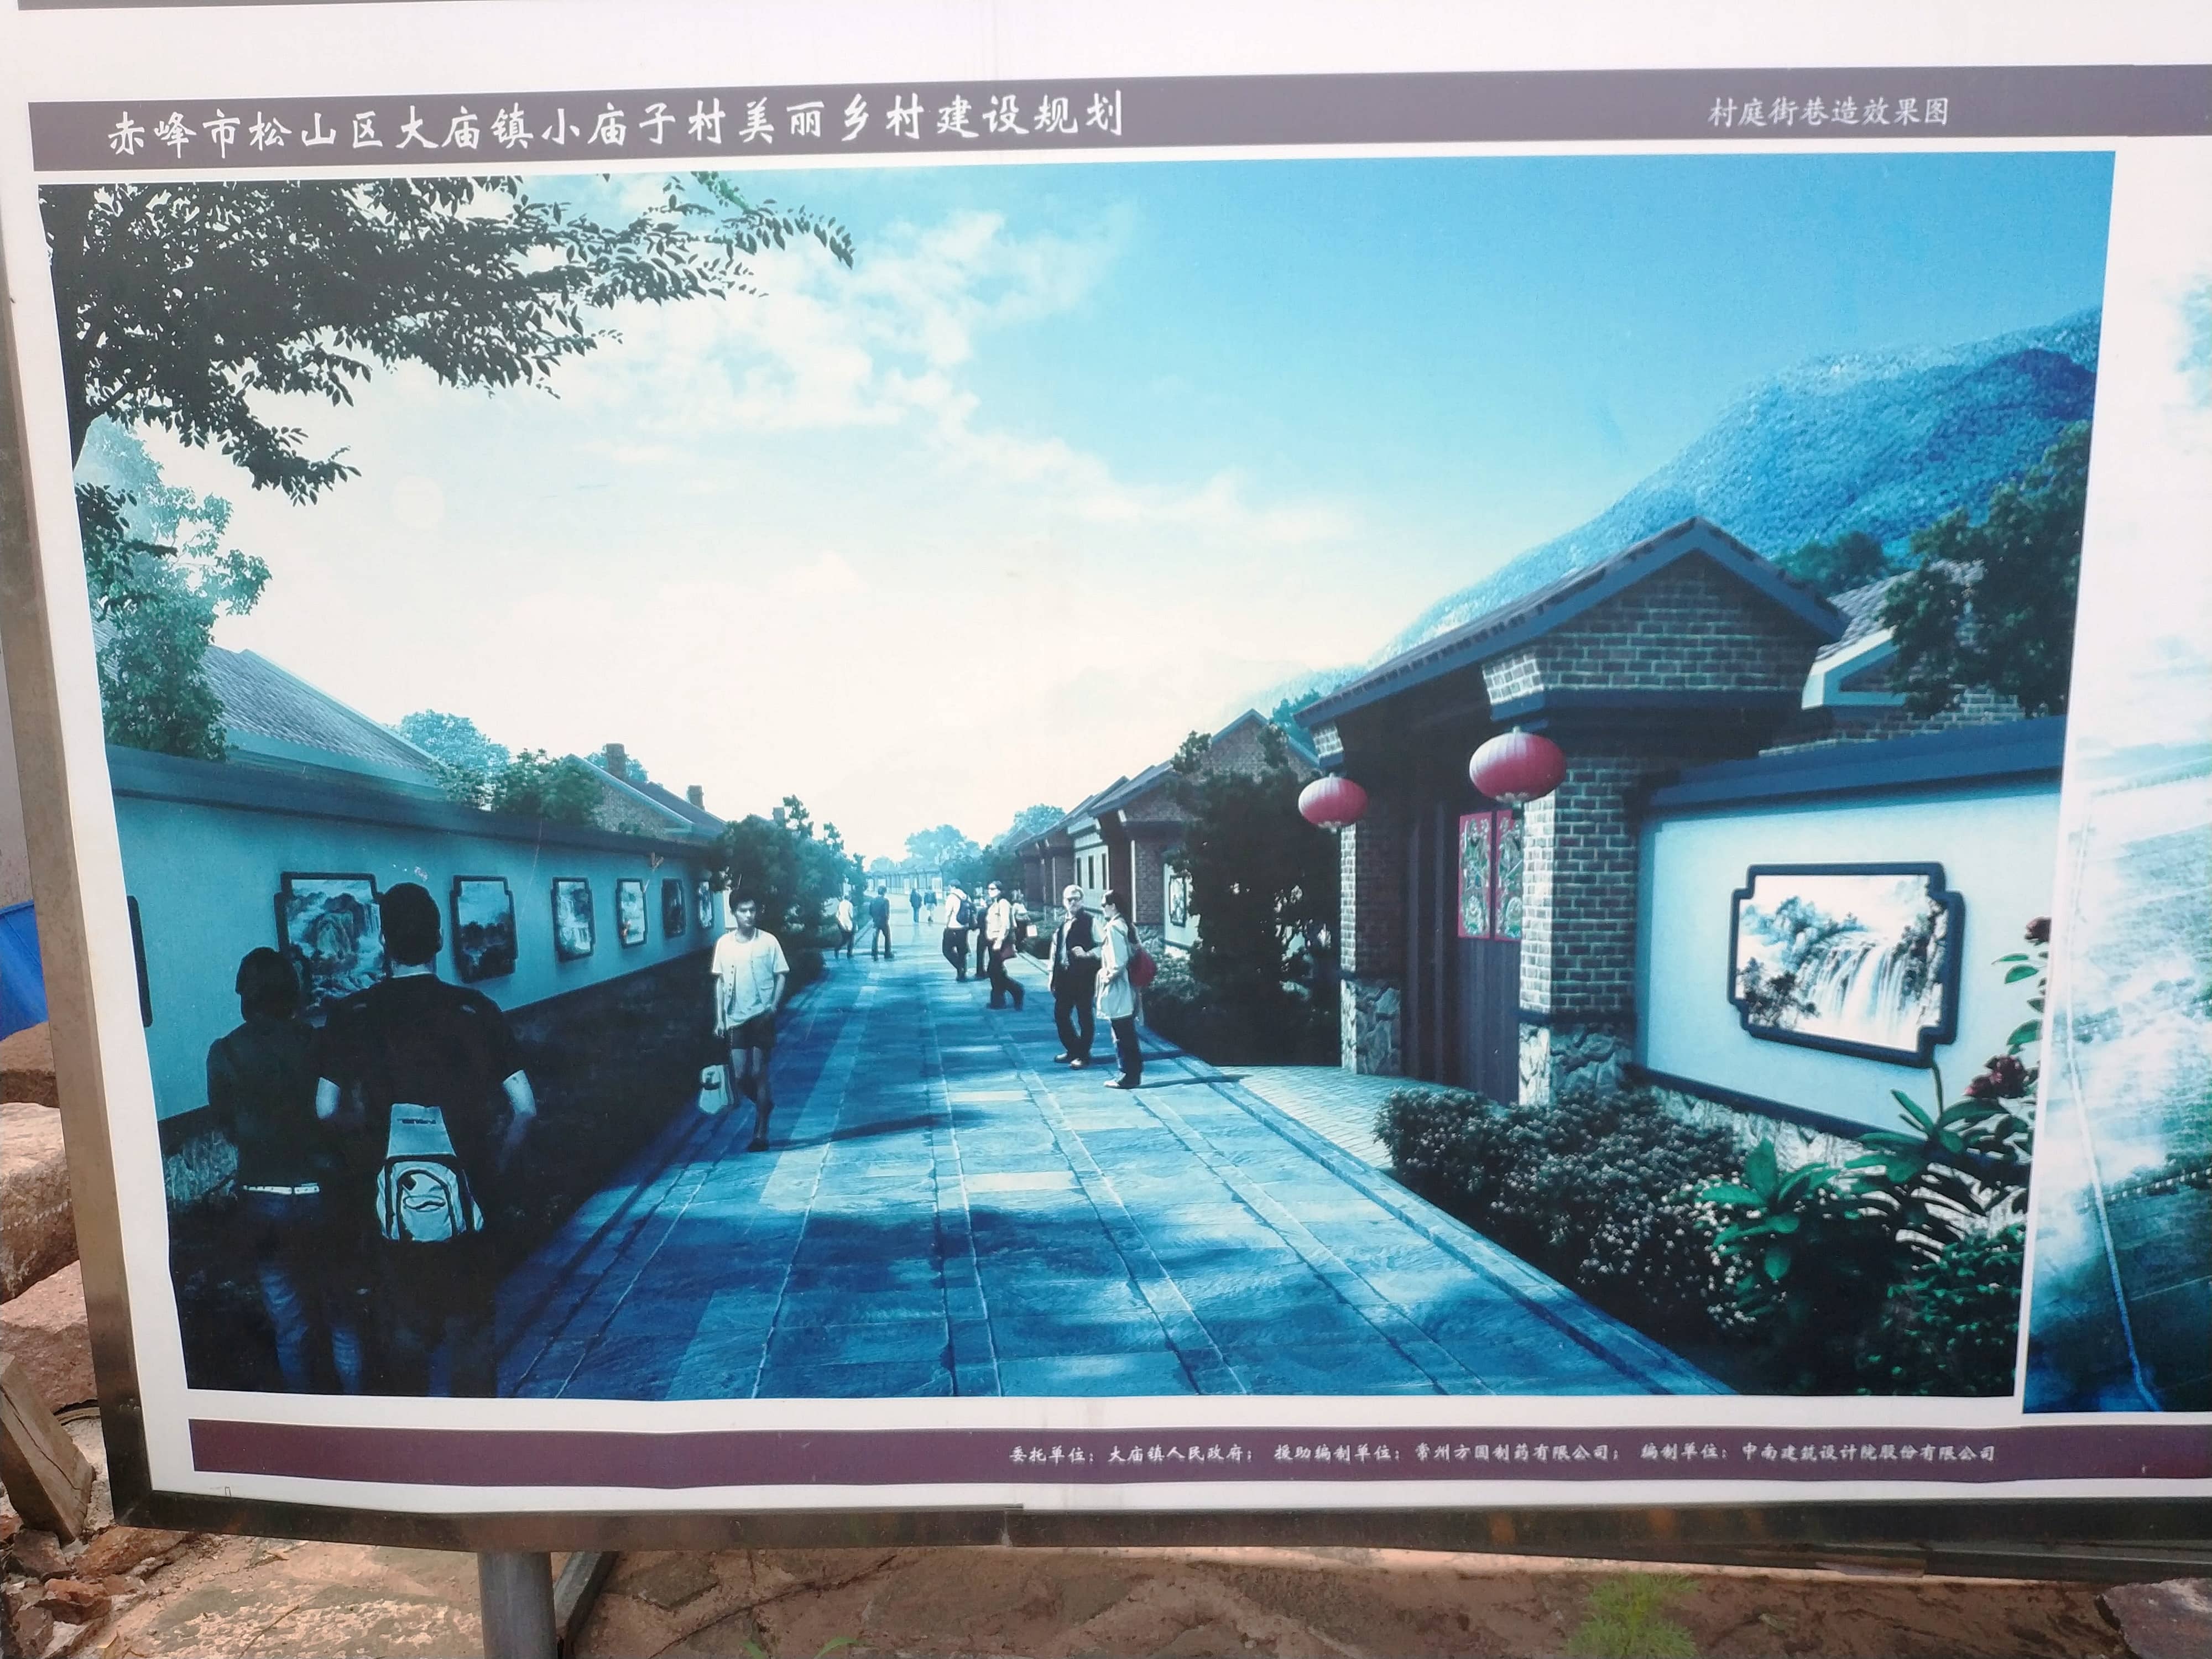 赤峰市松山区大庙镇小庙子村美丽乡村建设规划
村庭街巷造效果图
委托单位：大庙镇人民政府； 援助编制单位：常州方圆制药有限公司； 编制单位：中南建筑设计院股份有限公司